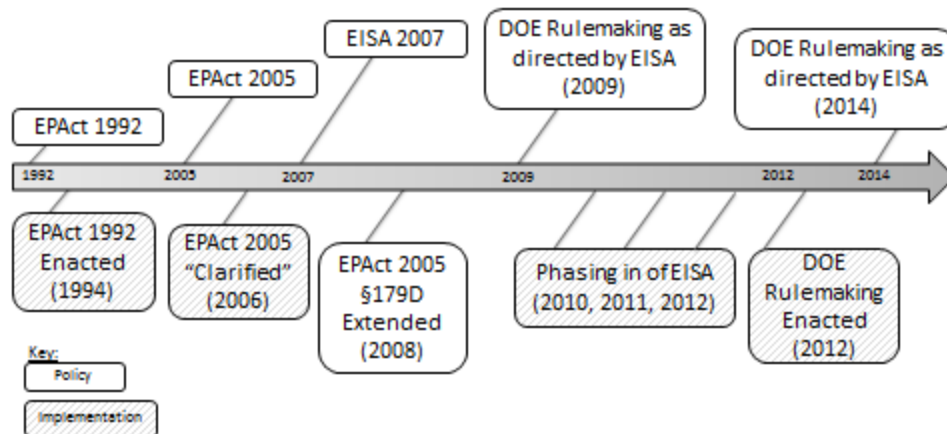 EPAct 1992
EPAct 2005
EISA 2007
DOE Rulemaking as
directed by EISA
(2009)
DOE Rulemaking as
directed by EISA
(2014)
1992
2005
2007
2009
2012
2014
EPAct 1992
Enacted
(1994)
EPAct 2005
“Clarified”
(2006)
EPAct 2005
§179D
Extended
(2008)
Phasing in of EISA
(2010, 2011, 2012)
DOE
Rulemaking
Enacted
(2012)
Key:
Policy
Implementation